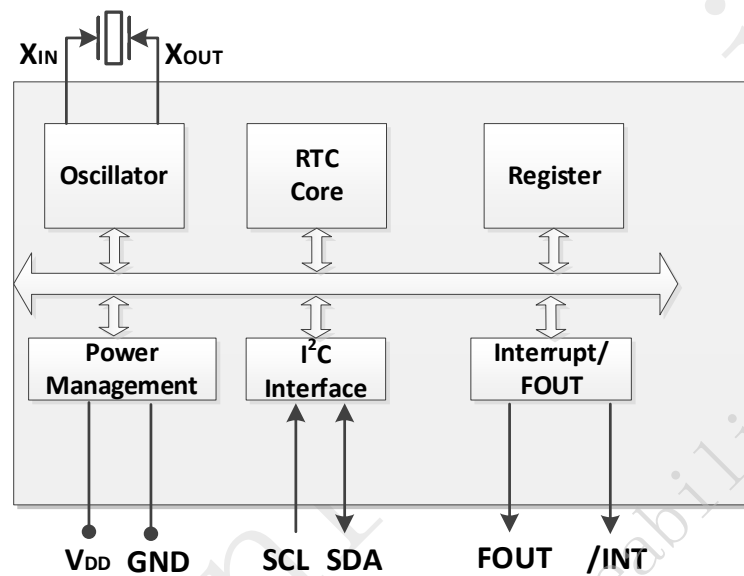 XIN XOUT
Oscillator
RTC
Core
Register
Power
Management
I²C
Interface
Interrupt/
FOUT
VDD GND SCL SDA FOUT /INT